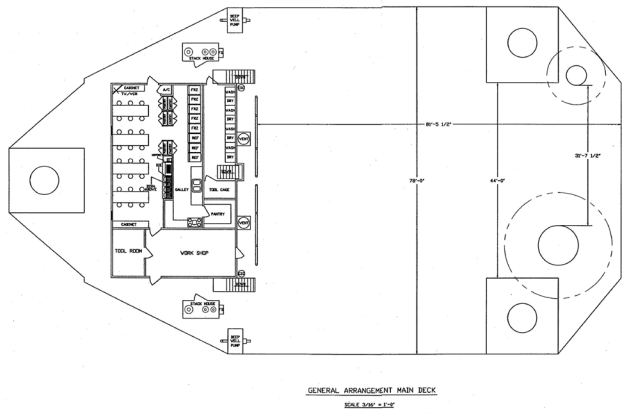 DEEP
WELL
PUMP
STACK HOUSE
CABINET
TV/VCR
A/C
FRZ
FRZ
FRZ
FRZ
FRZ
REF
REF
REF
WASH
DRY
WASH
DRY
WASH
DRY
WASH
DRY
VENT
81'-5 1/2"
31'-7 1/2"
78'-0"
44'-0"
GALLEY
TOOL CAGE
PANTRY
VENT
CABINET
TOOL ROOM
WORK SHOP
STACK HOUSE
DEEP
WELL
PUMP
GENERAL ARRANGEMENT MAIN DECK
SCALE 3/16" = 1'-0"